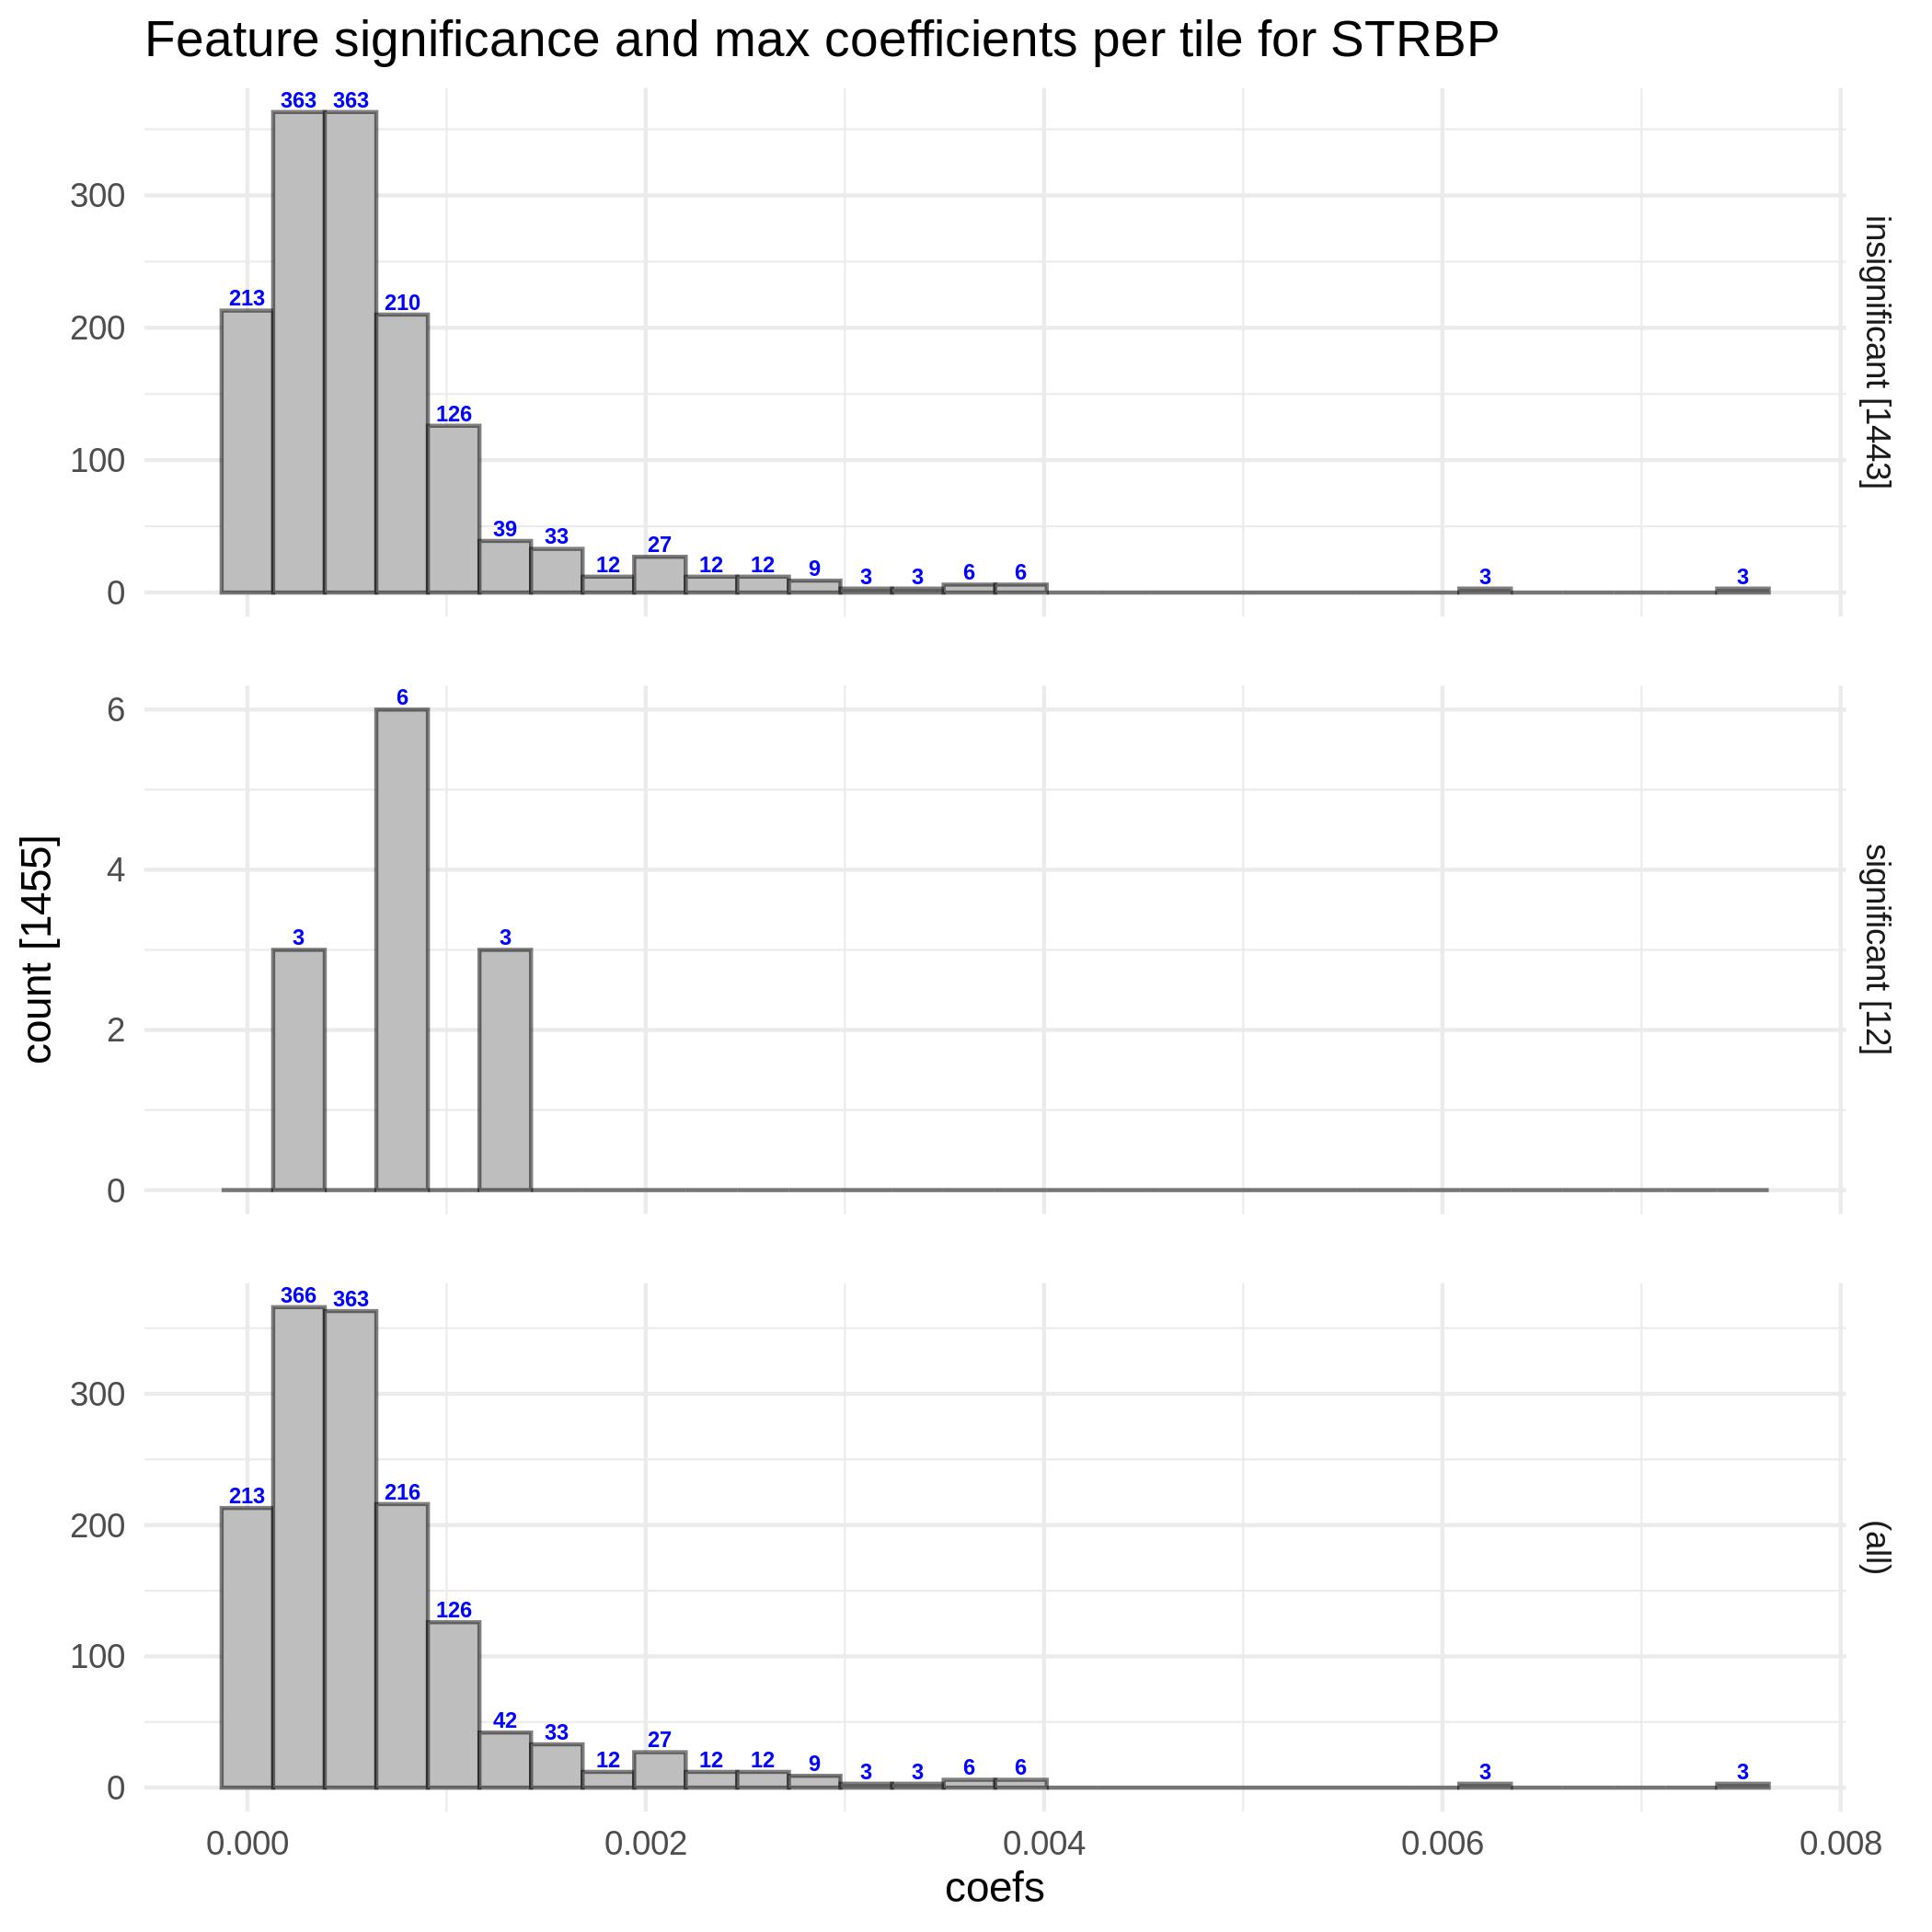 Feature significance and max coefficients per tile for STRBP
363 363
300
213
210
200
126
100
39 33 12 27 12 12 9 3 3 6 6 3 3
0
insignificant [1443]
6
6
4
3 3
2
0
significant [12]
count [1455]
366 363
300
213
216
200
126
100
42 33 12 27 12 12 9 3 3 6 6 3 3
0
(all)
0.000 0.002 0.004 0.006 0.008
coefs